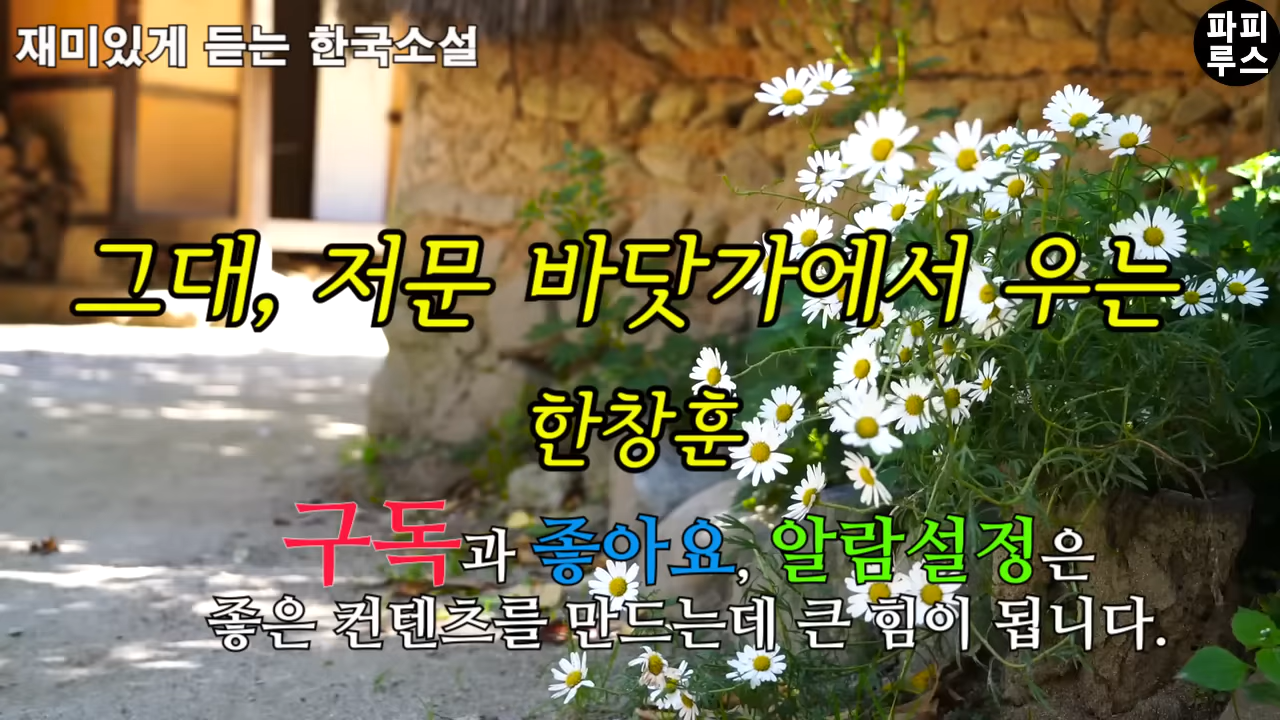 재미있게 듣는 한국소설
파피
루스
그대, 저문 바닷가에서 우는
한창훈
구독과 좋아요, 알람설정은
좋은 컨텐츠를 만드는데 큰 힘이 됩니다.